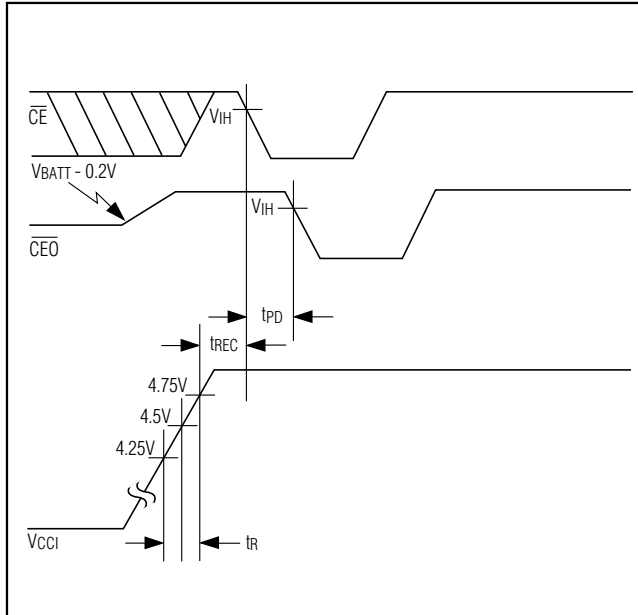 CE
VIH
VBATT - 0.2V
VIH
CEO
tPD
tREC
4.75V
4.5V
4.25V
VCCI
tR